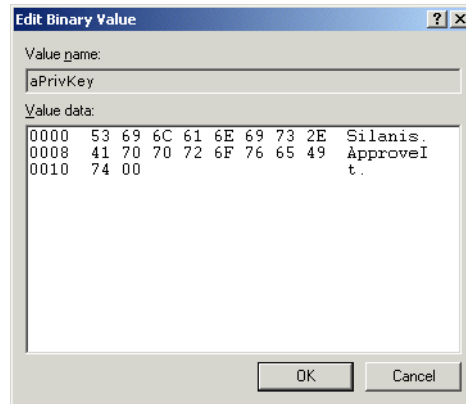 Edit Binary Value
Value name:
aPrivKey
Value data:
0000 53 69 6C 61 6E 69 73 2E Silanis.
0008 41 70 70 72 6F 76 65 49 ApproveI
0010 74 00 t.
OK Cancel